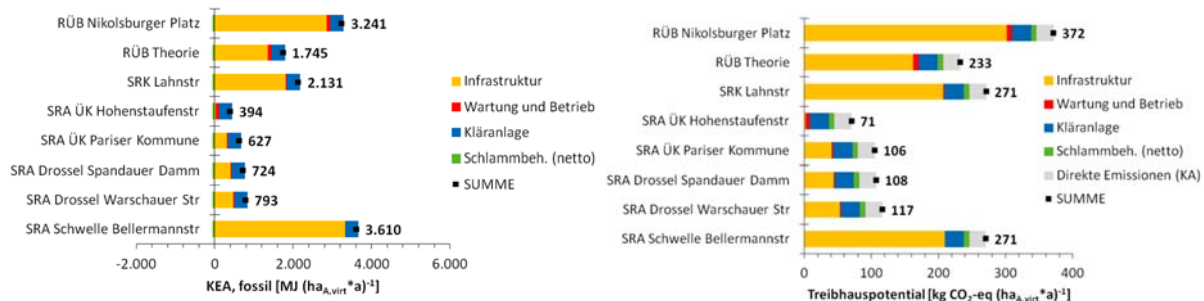 RÜB Nikolsburger Platz
3.241
RÜB Theorie
1.745
SRK Lahnstr
2.131
SRA ÜK Hohenstaufenstr
394
SRA ÜK Pariser Kommune
627
SRA Drossel Spandauer Damm
724
SRA Drossel Warschauer Str
793
SRA Schwelle Bellermannstr
3.610
Infrastruktur
Wartung und Betrieb
Kläranlage
Schlammbeh. (netto)
SUMME
-2.000 0 2.000 4.000 6.000
KEA, fossil [MJ (haA,virt*a)-1]
RÜB Nikolsburger Platz
372
RÜB Theorie
233
SRK Lahnstr
271
SRA ÜK Hohenstaufenstr
71
SRA ÜK Pariser Kommune
106
SRA Drossel Spandauer Damm
108
SRA Drossel Warschauer Str
117
SRA Schwelle Bellermannstr
271
Infrastruktur
Wartung und Betrieb
Kläranlage
Schlammbeh. (netto)
Direkte Emissionen (KA)
SUMME
0 100 200 300 400
Treibhauspotential [kg CO2-eq (haA,virt*a)-1]